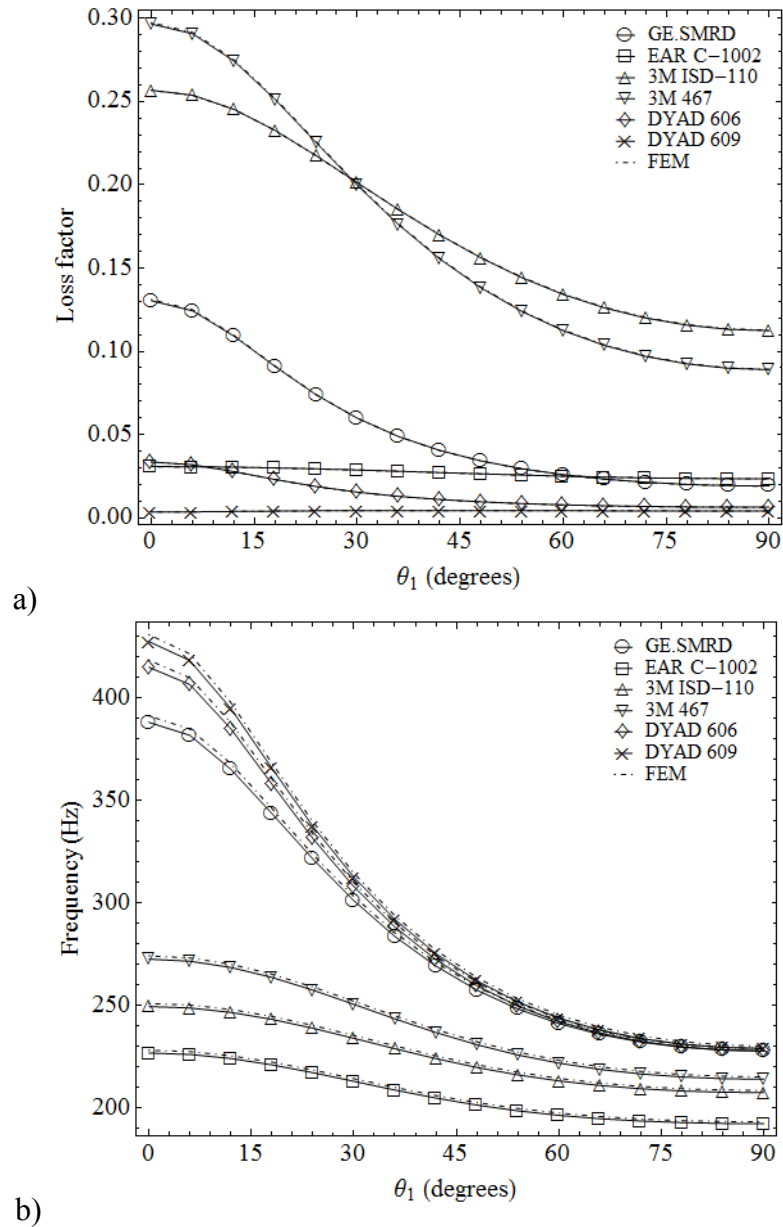 0.30
0.25
0.20
0.15
0.10
0.05
0.00
Loss factor
GE.SMRD
EAR C−1002
3M ISD−110
3M 467
DYAD 606
DYAD 609
FEM
0 15 30 45 60 75 90
θ1 (degrees)
a)
400
350
300
250
200
Frequency (Hz)
GE.SMRD
EAR C−1002
3M ISD−110
3M 467
DYAD 606
DYAD 609
FEM
0 15 30 45 60 75 90
θ1 (degrees)
b)